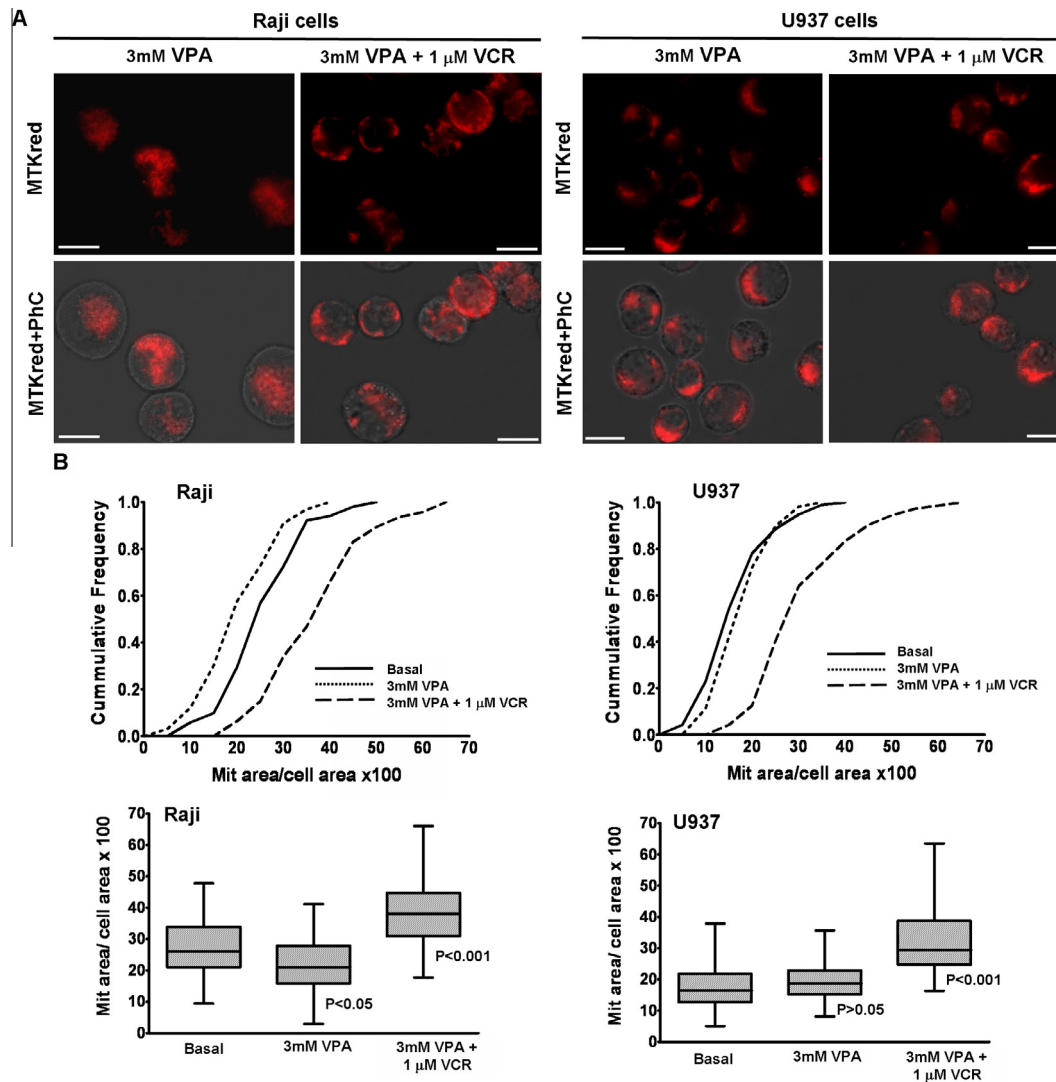 A
Raji cells
U937 cells
3mM VPA
3mM VPA + 1 µM VCR
3mM VPA
3mM VPA + 1 µM VCR
MTKred
MTKred
MTKred+PhC
MTKred+PhC
B
Raji
Cummulative Frequency
1.0
0.8
0.6
0.4
0.2
0.0
Basal
3mM VPA
3mM VPA + 1 µM VCR
0 10 20 30 40 50 60 70
Mit area/cell area x100
U937
Cummulative Frequency
1.0
0.8
0.6
0.4
0.2
0.0
Basal
3mM VPA
3mM VPA + 1 µM VCR
0 10 20 30 40 50 60 70
Mit area/cell area x100
Raji
Mit area/ cell area x 100
70
60
50
40
30
20
10
0
P<0.05
P<0.001
Basal
3mM VPA
3mM VPA +
1 µM VCR
U937
Mit area/ cell area x 100
70
60
50
40
30
20
10
0
P>0.05
P<0.001
Basal
3mM VPA
3mM VPA +
1 µM VCR